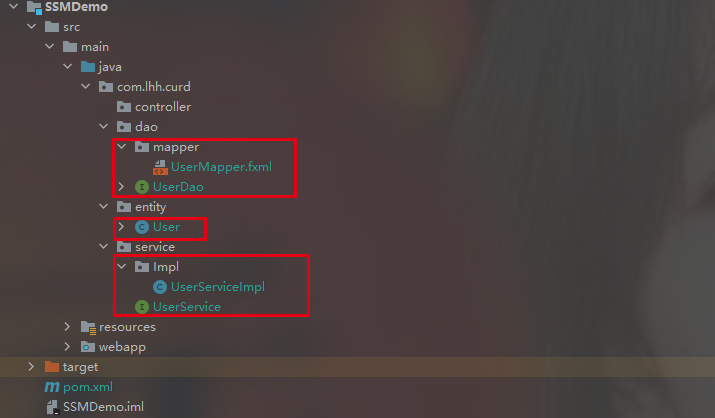 SSMDemo
src
main
java
com.lhh.curd
controller
dao
mapper
UserMapper.fxml
UserDao
entity
User
service
Impl
UserServiceImpl
UserService
resources
webapp
target
pom.xml
SSMDemo.iml